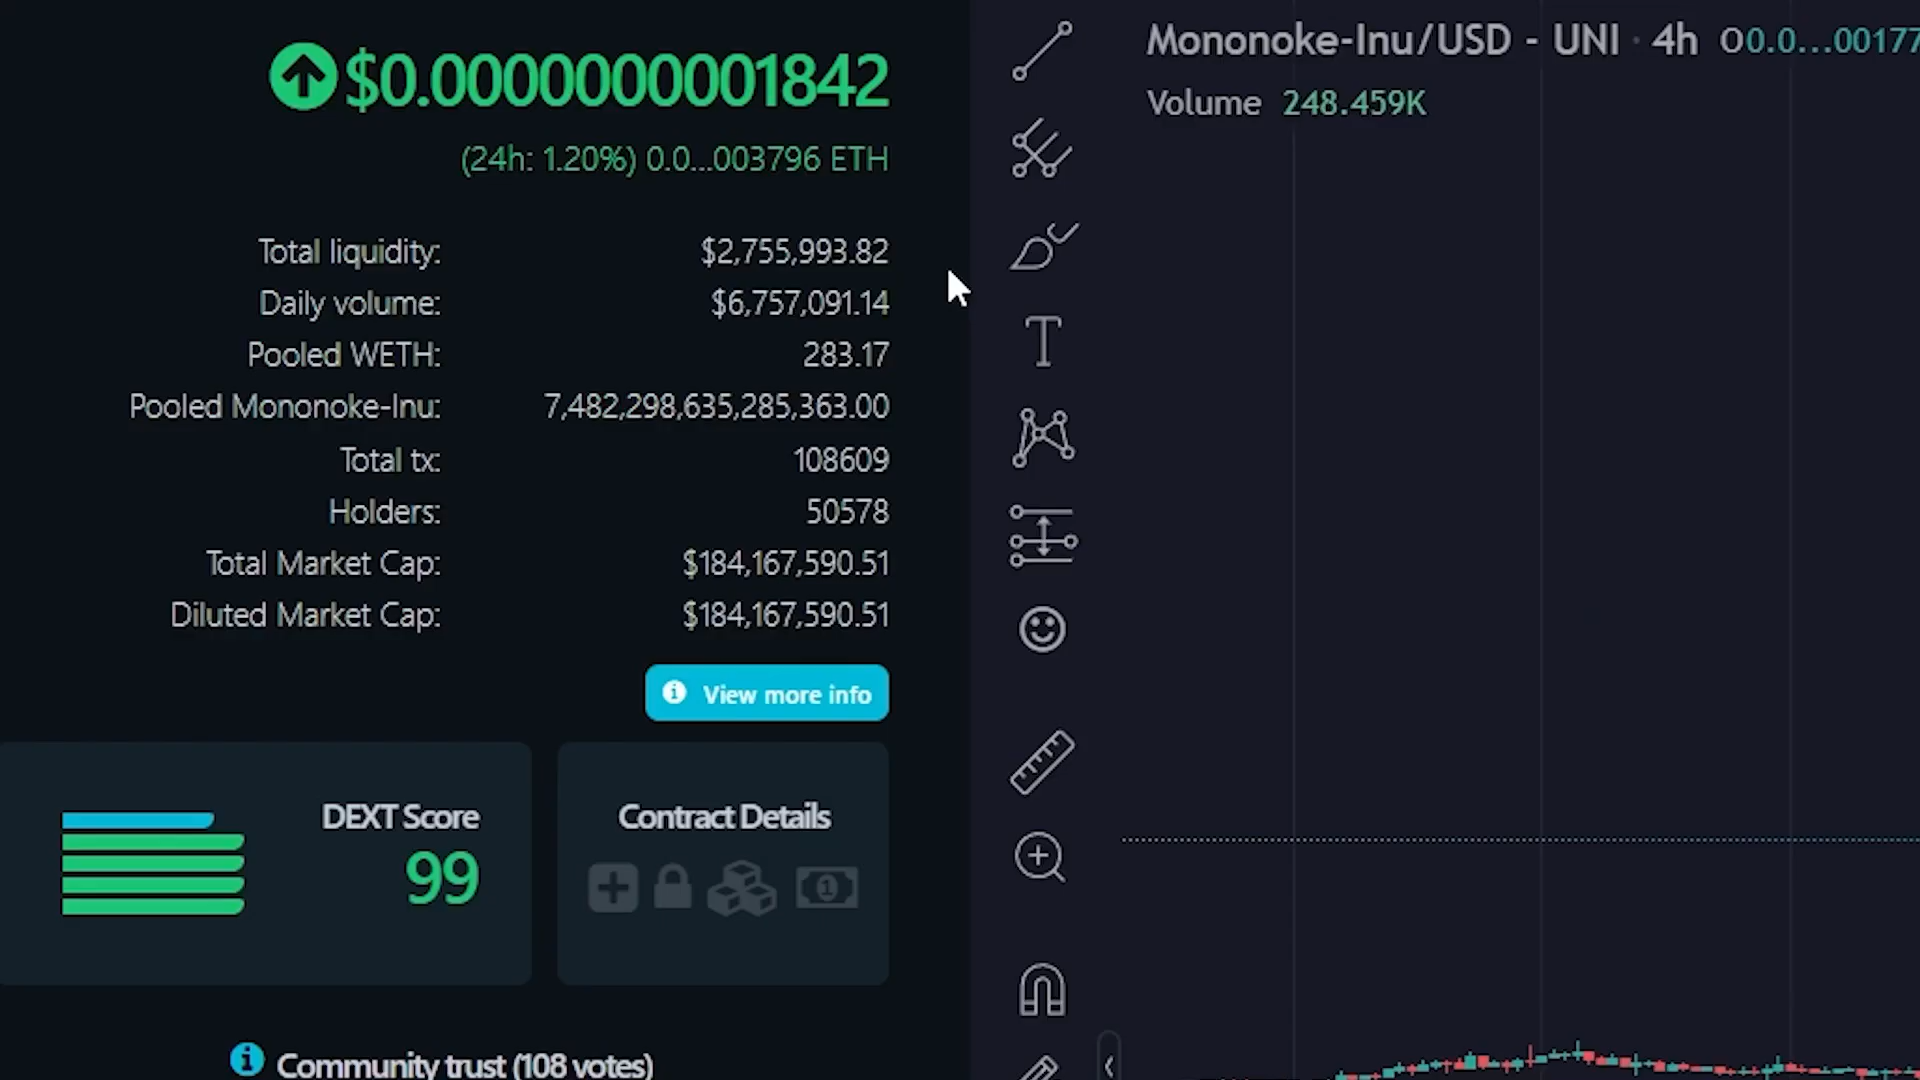 $0.0000000001842
(24h: 1.20%) 0.0...003796 ETH
Total liquidity: $2,755,993.82
Daily volume: $6,757,091.14
Pooled WETH: 283.17
Pooled Mononoke-Inu: 7,482,298,635,285,363.00
Total tx: 108609
Holders: 50578
Total Market Cap: $184,167,590.51
Diluted Market Cap: $184,167,590.51
View more info
DEXT Score
99
Contract Details
Community trust (108 votes)
Mononoke-Inu/USD - UNI · 4h O0.0...00177
Volume 248.459K